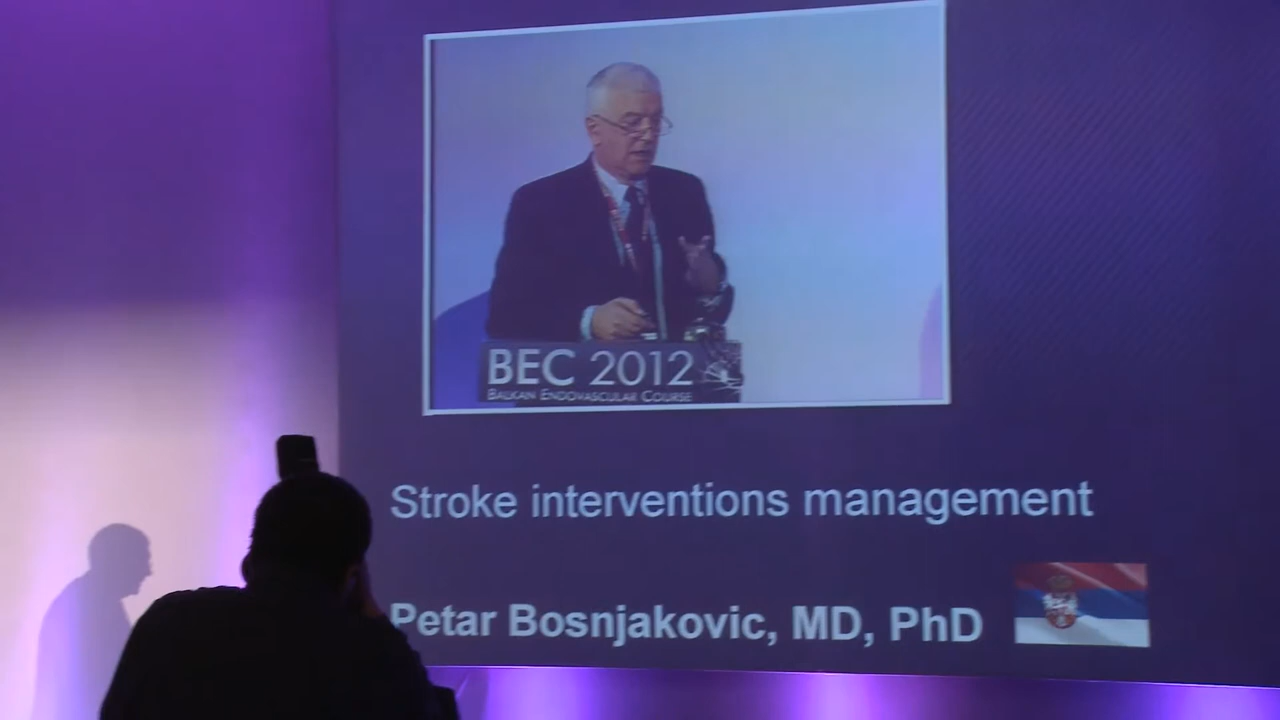 BEC 2012
BALKAN ENDOVASCULAR COURSE
Stroke interventions management
Petar Bosnjakovic, MD, PhD